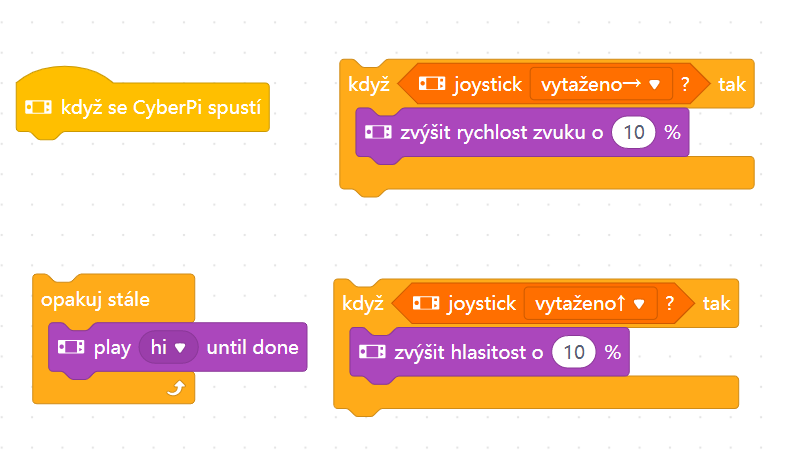 když se CyberPi spustí
když joystick vytaženo→ ? tak
zvýšit rychlost zvuku o 10 %
opakuj stále
play hi until done
když joystick vytaženo↑ ? tak
zvýšit hlasitost o 10 %